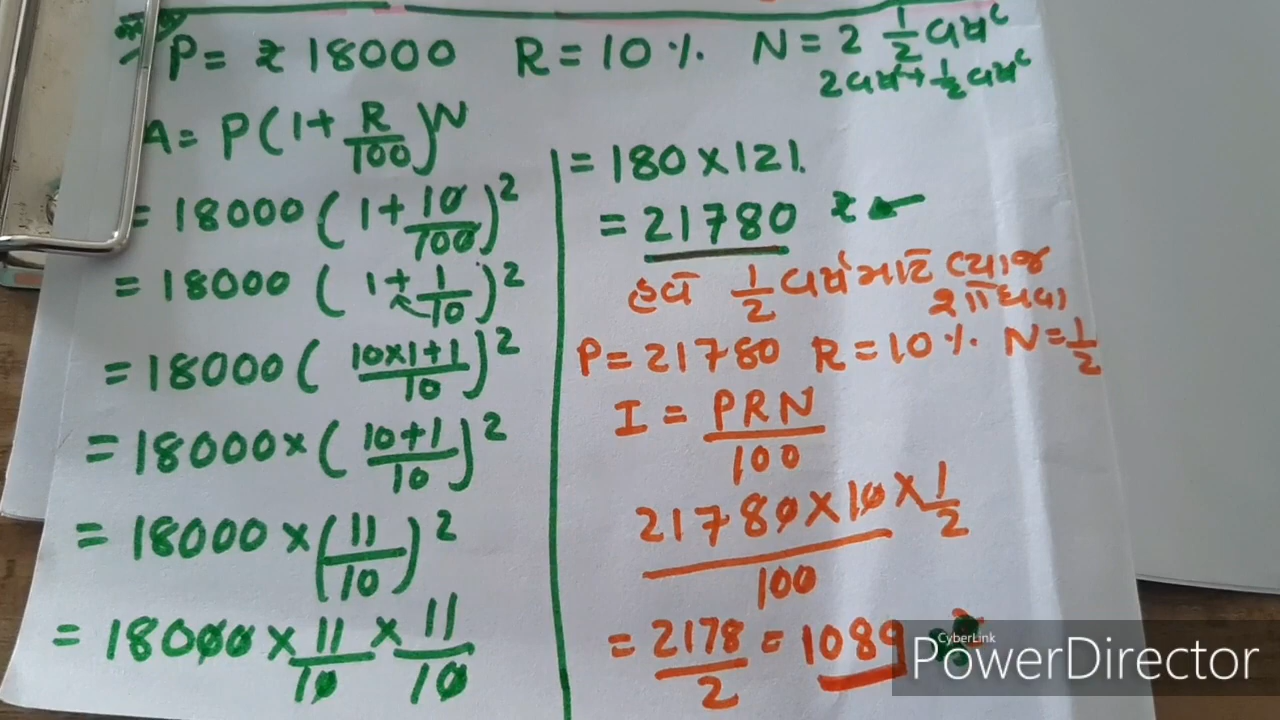 P = ₹ 18000 R = 10 % N = 2 1/2 વર્ષ
2 વર્ષ + 1/2 વર્ષ
A = P(1 + R/100)^N
= 18000 (1 + 10/100)^2
= 18000 (1 + 1/10)^2
= 18000 ((10×1+1)/10)^2
= 18000 × ((10+1)/10)^2
= 18000 × (11/10)^2
= 18000 × 11/10 × 11/10
= 180 × 121
= 21780 ₹
હવે 1/2 વર્ષ માટે વ્યાજ
શોધવા
P = 21780 R = 10 % N = 1/2
I = PRN/100
21780 × 10 × 1/2
100
= 2178/2 = 1089
CyberLink
PowerDirector